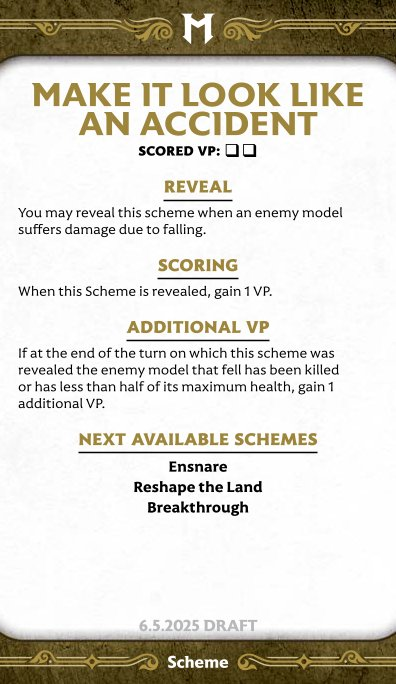 M
MAKE IT LOOK LIKE
AN ACCIDENT
SCORED VP: ☐☐
REVEAL
You may reveal this scheme when an enemy model
suffers damage due to falling.
SCORING
When this Scheme is revealed, gain 1 VP.
ADDITIONAL VP
If at the end of the turn on which this scheme was
revealed the enemy model that fell has been killed
or has less than half of its maximum health, gain 1
additional VP.
NEXT AVAILABLE SCHEMES
Ensnare
Reshape the Land
Breakthrough
6.5.2025 DRAFT
Scheme